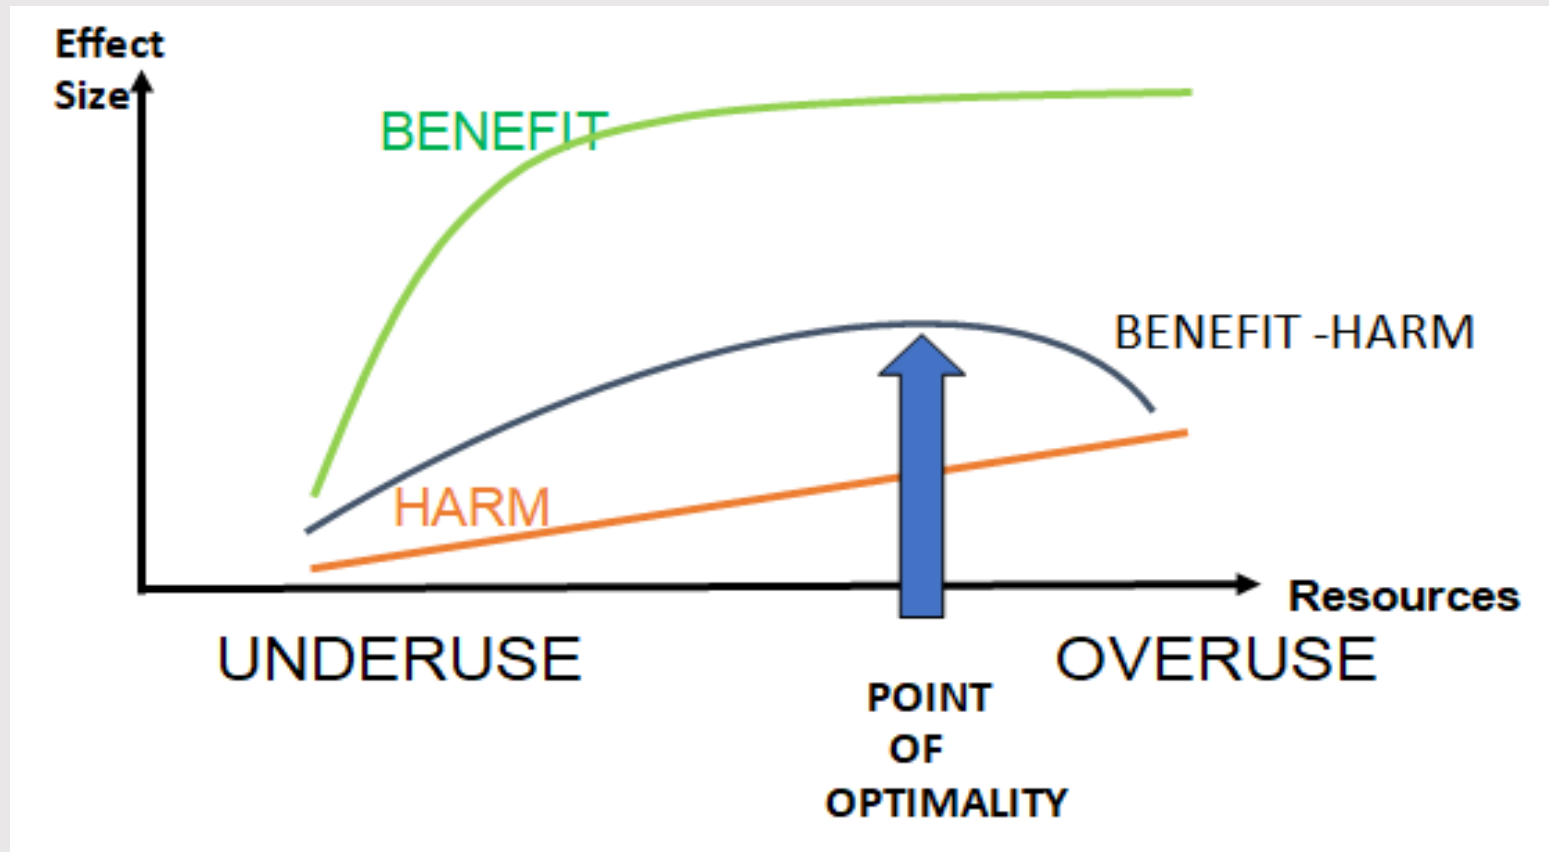 Effect
Size
BENEFIT
BENEFIT -HARM
HARM
Resources
UNDERUSE
OVERUSE
POINT
OF
OPTIMALITY